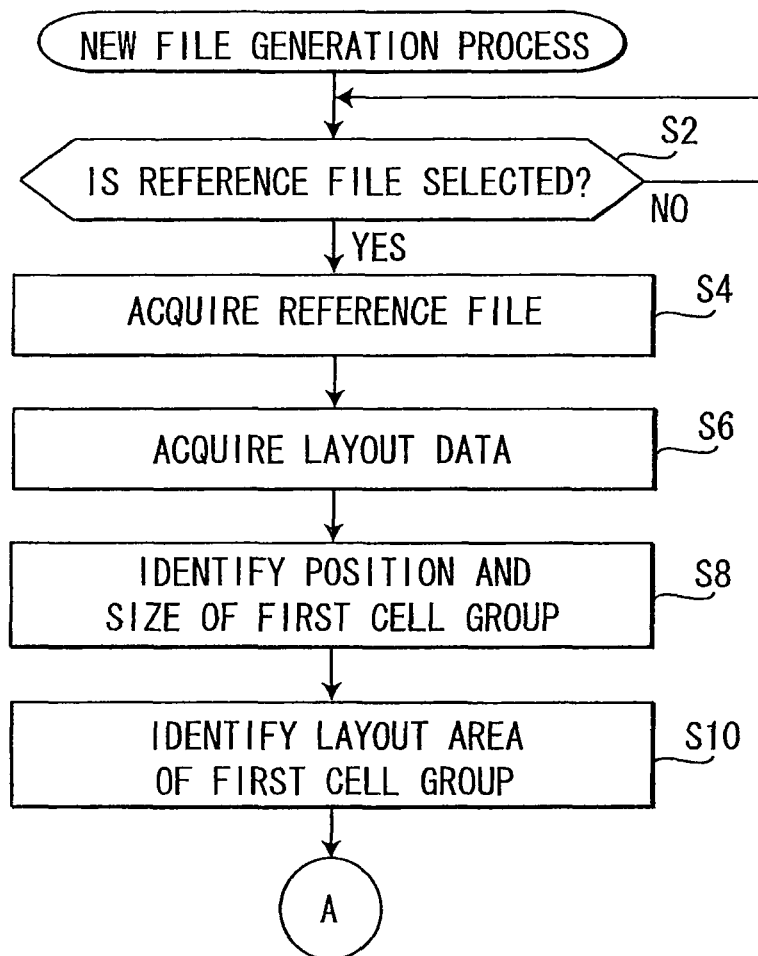 NEW FILE GENERATION PROCESS
S2
IS REFERENCE FILE SELECTED?
NO
YES
S4
ACQUIRE REFERENCE FILE
S6
ACQUIRE LAYOUT DATA
S8
IDENTIFY POSITION AND
SIZE OF FIRST CELL GROUP
S10
IDENTIFY LAYOUT AREA
OF FIRST CELL GROUP
A